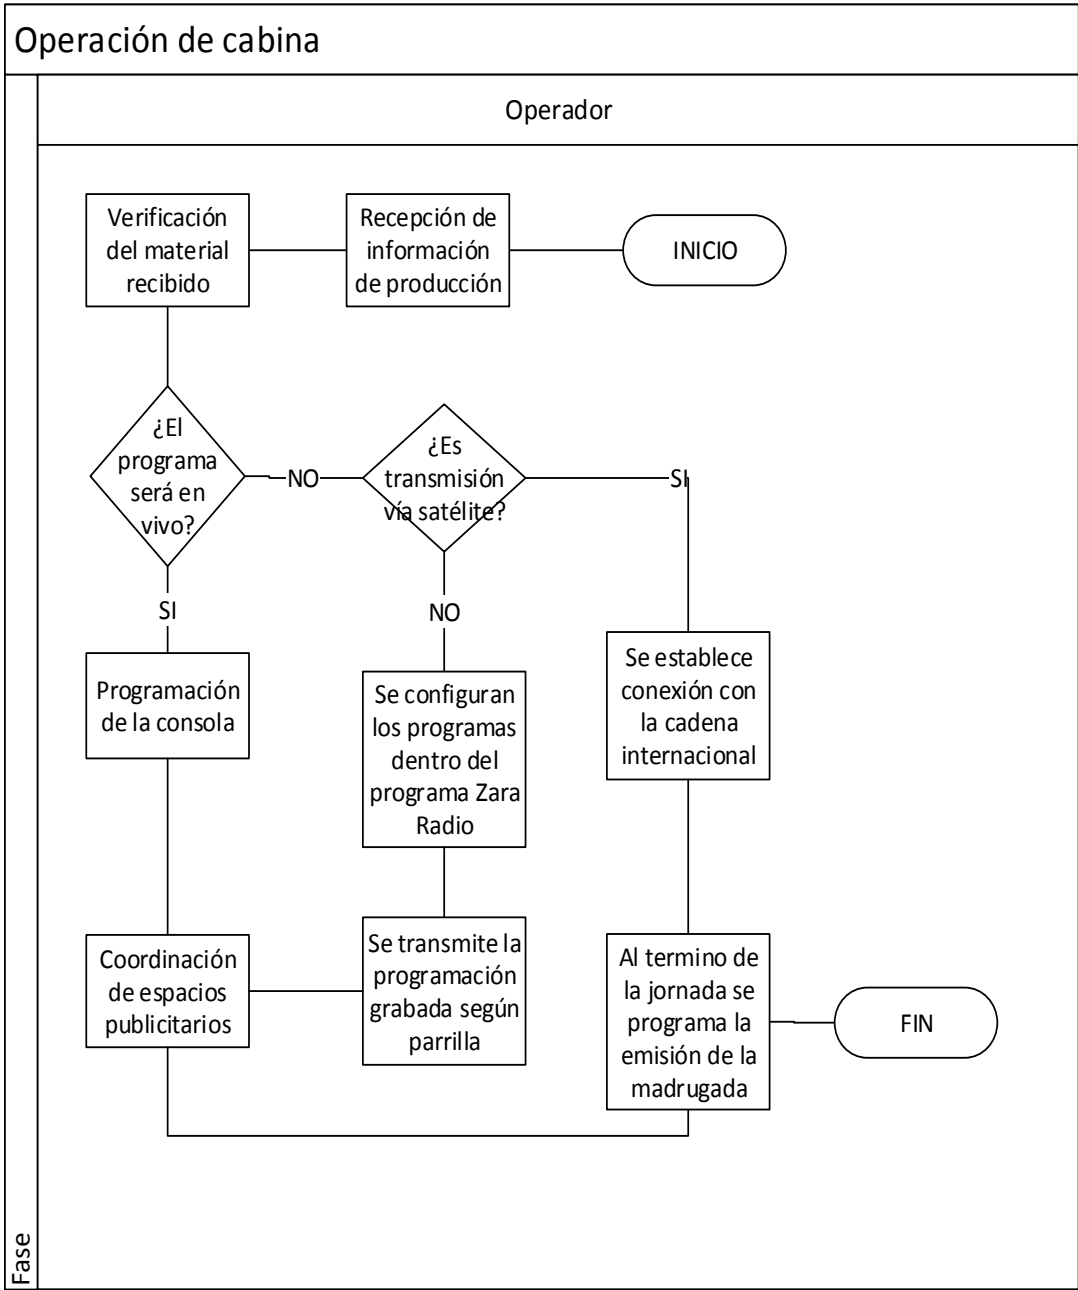 Operación de cabina
Operador
Verificación
del material
recibido
Recepción de
información
de producción
INICIO
¿El
programa
será en
vivo?
NO
¿Es
transmisión
vía satélite?
SI
SI
NO
Programación
de la consola
Se configuran
los programas
dentro del
programa Zara
Radio
Se establece
conexión con
la cadena
internacional
Coordinación
de espacios
publicitarios
Se transmite la
programación
grabada según
parrilla
Al termino de
la jornada se
programa la
emisión de la
madrugada
FIN
Fase